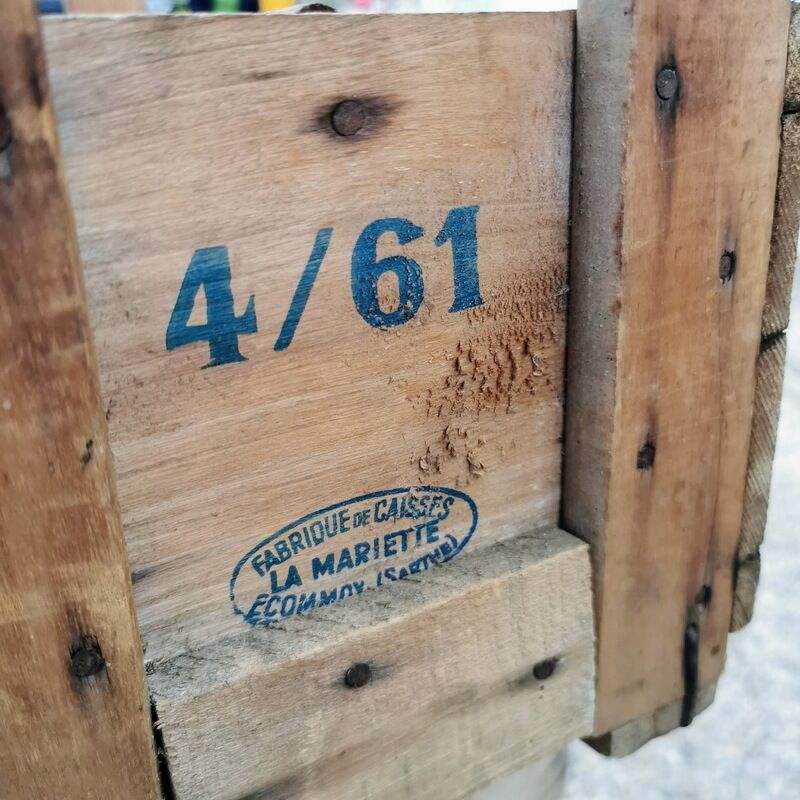 4/61
FABRIQUE DE CAISSES
LA MARIETTE
ECOMMOY (SARTHE)